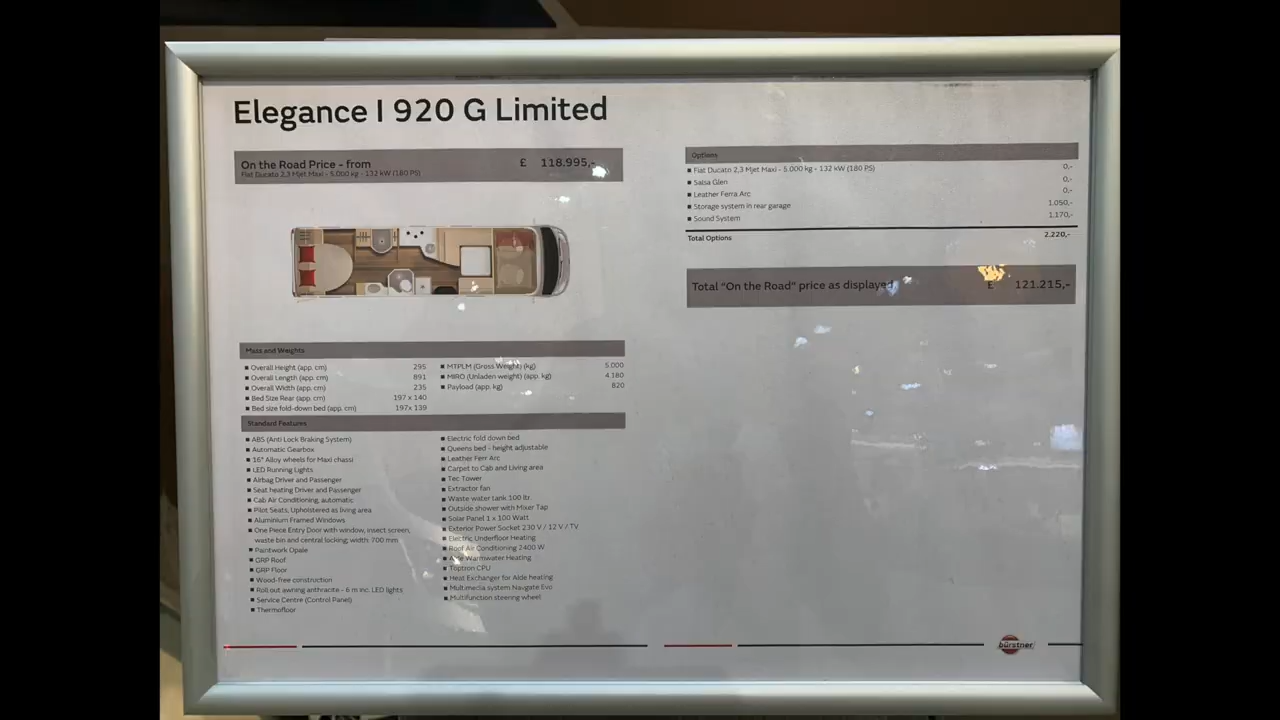 Elegance I 920 G Limited
On the Road Price - from £ 118.995,-
Fiat Ducato 2,3 Mjet Maxi - 5.000 kg - 132 kW (180 PS)
Mass and Weights
Overall Height (app. cm) 295
Overall Length (app. cm) 891
Overall Width (app. cm) 235
Bed Size Rear (app. cm) 197 x 140
Bed size fold-down bed (app. cm) 197x 139
MTPLM (Gross Weight) (kg) 5.000
MIRO (Unladen weight) (app. kg) 4.180
Payload (app. kg) 820
Standard Features
ABS (Anti Lock Braking System)
Automatic Gearbox
16" Alloy wheels for Maxi chassi
LED Running Lights
Airbag Driver and Passenger
Seat heating Driver and Passenger
Cab Air Conditioning, automatic
Pilot Seats, Upholstered as living area
Aluminium Framed Windows
One Piece Entry Door with window, insect screen,
waste bin and central locking; width: 700 mm
Paintwork Opale
GRP Roof
GRP Floor
Wood-free construction
Roll out awning anthracite - 6 m inc. LED lights
Service Centre (Control Panel)
Thermofloor
Electric fold down bed
Queens bed - height adjustable
Leather Ferr Arc
Carpet to Cab and Living area
Tec Tower
Extractor fan
Waste water tank 100 ltr
Outside shower with Mixer Tap
Solar Panel 1 x 100 Watt
Exterior Power Socket 230 V / 12 V / TV
Electric Underfloor Heating
Roof Air Conditioning 2400 W
Alde Warmwater Heating
Toptron CPU
Heat Exchanger for Alde heating
Multimedia system Navgate Evo
Multifunction steering wheel
Options
Fiat Ducato 2,3 Mjet Maxi - 5.000 kg - 132 kW (180 PS) 0,-
Salsa Glen 0,-
Leather Ferra Arc 0,-
Storage system in rear garage 1.050,-
Sound System 1.170,-
Total Options 2.220,-
Total "On the Road" price as displayed £ 121.215,-
bürstner